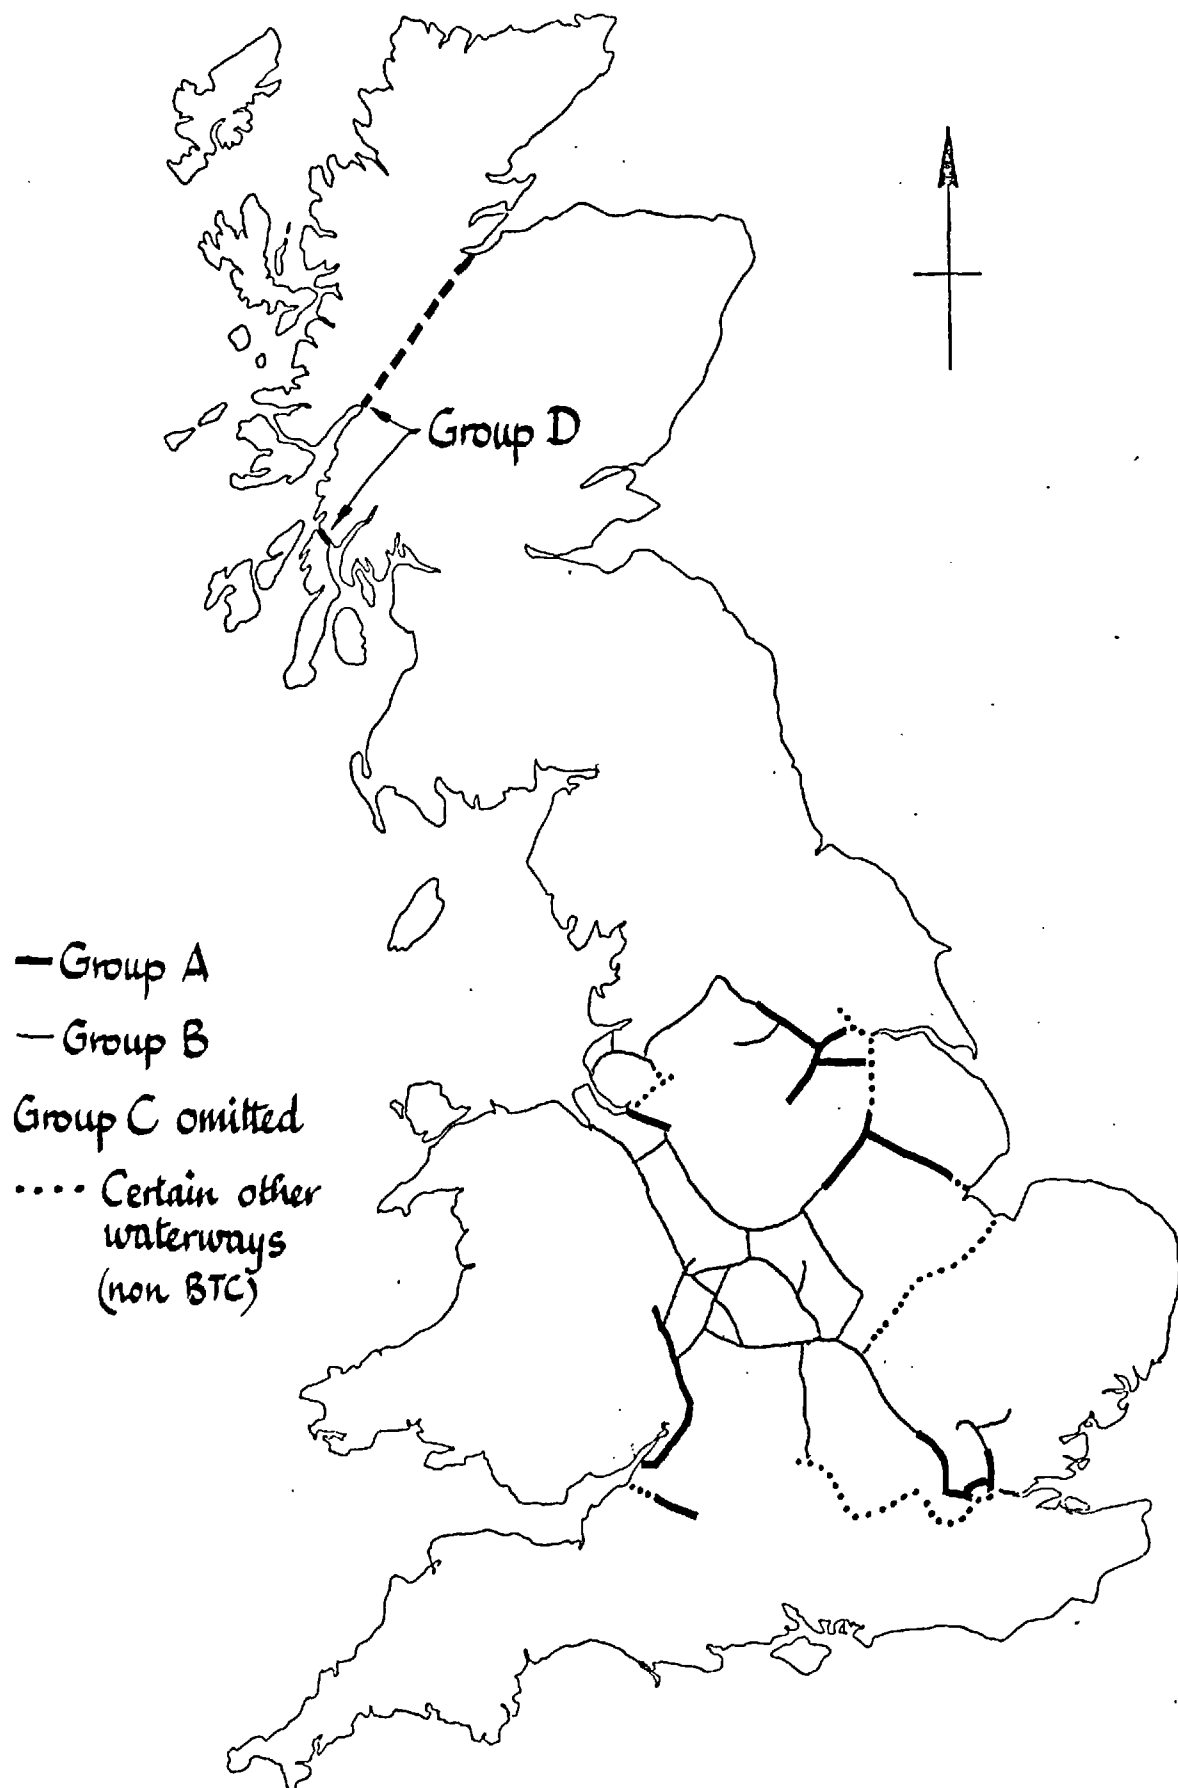 Group D
Group A
Group B
Group C omitted
Certain other
waterways
(non BTC)